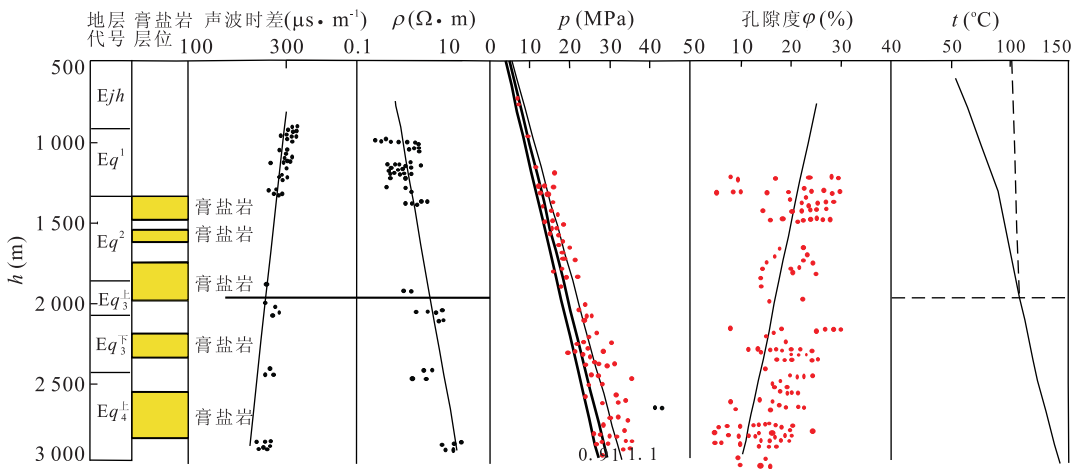 地层 膏盐岩 声波时差(μs·m⁻¹) ρ(Ω·m) p (MPa) 孔隙度φ(%) t (°C)
代号 层位 100 300 0.1 10 0 10 20 30 40 50 10 20 30 40 50 100 150
500
Ejh
1 000
Eq¹
膏盐岩
1 500
膏盐岩
Eq²
h (m)
膏盐岩
Eq₃上
2 000
Eq₃下
膏盐岩
2 500
Eq₄上
膏盐岩
3 000
0.9 1 1.1